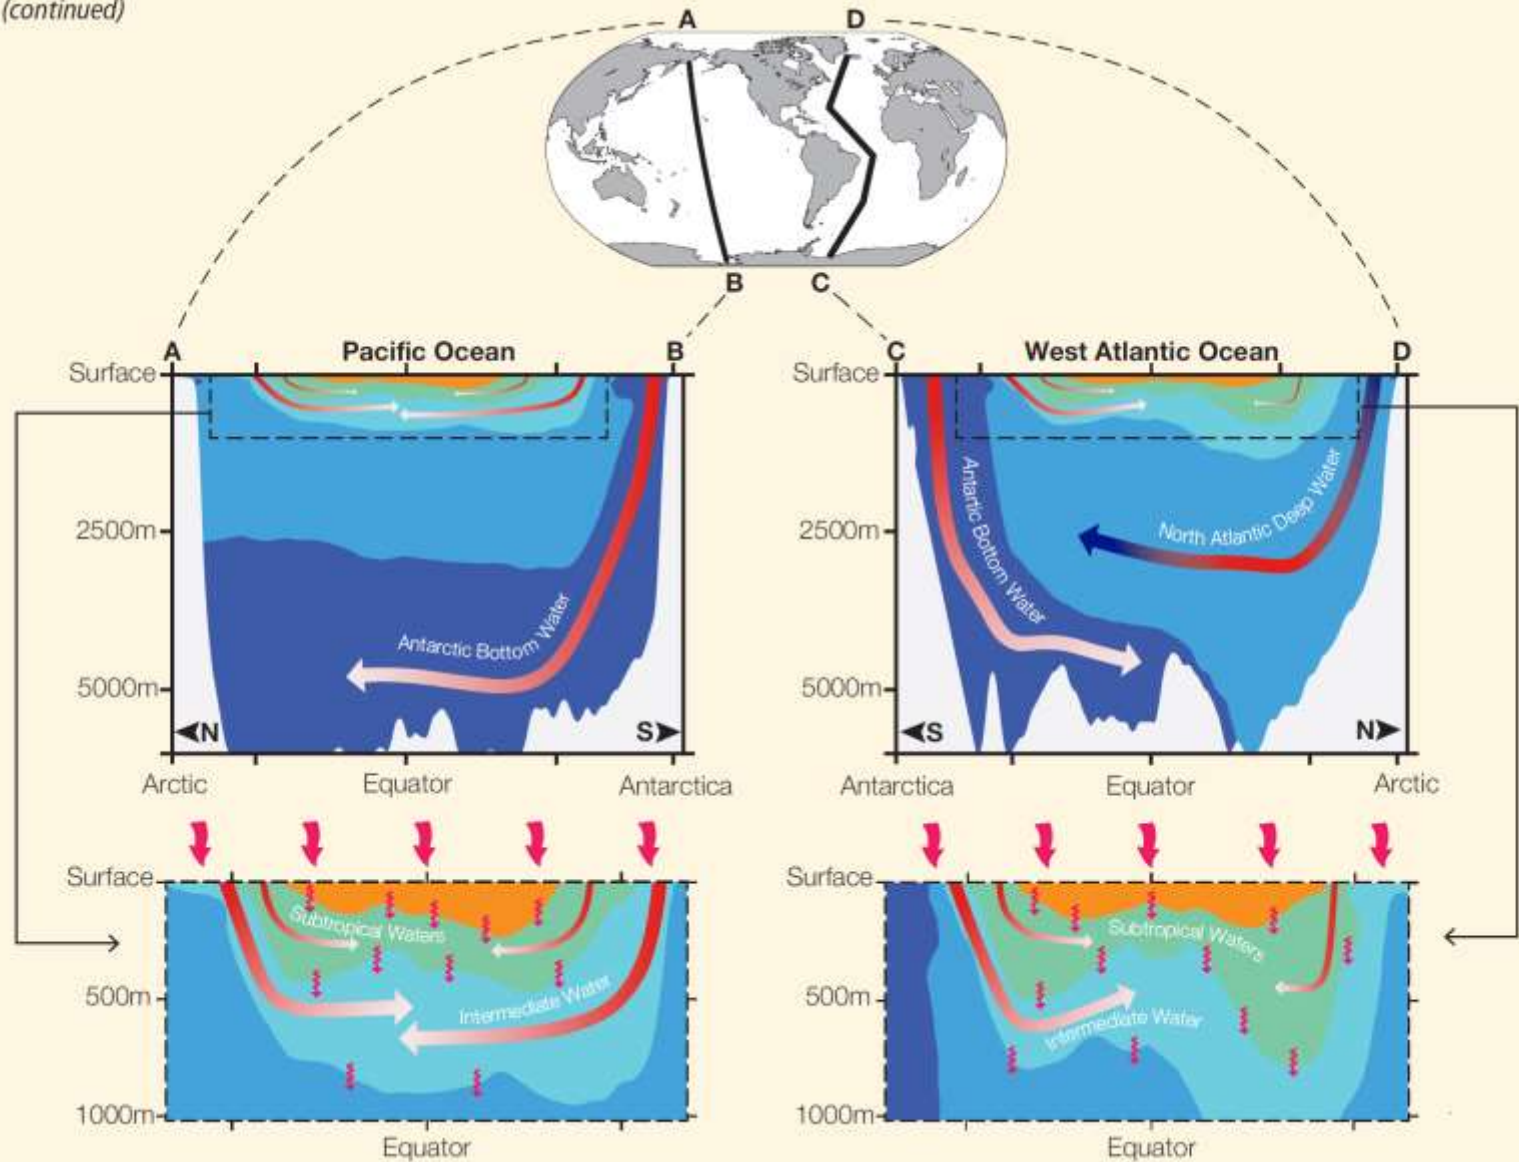 (continued)
A
D
B
C
A
Pacific Ocean
B
Surface
2500m
5000m
Antarctic Bottom Water
N
S
Arctic
Equator
Antarctica
C
West Atlantic Ocean
D
Surface
2500m
5000m
Antartic Bottom Water
North Atlantic Deep Water
S
N
Antarctica
Equator
Arctic
Surface
500m
1000m
Subtropical Waters
Intermediate Water
Equator
Surface
500m
1000m
Subtropical Waters
Intermediate Water
Equator